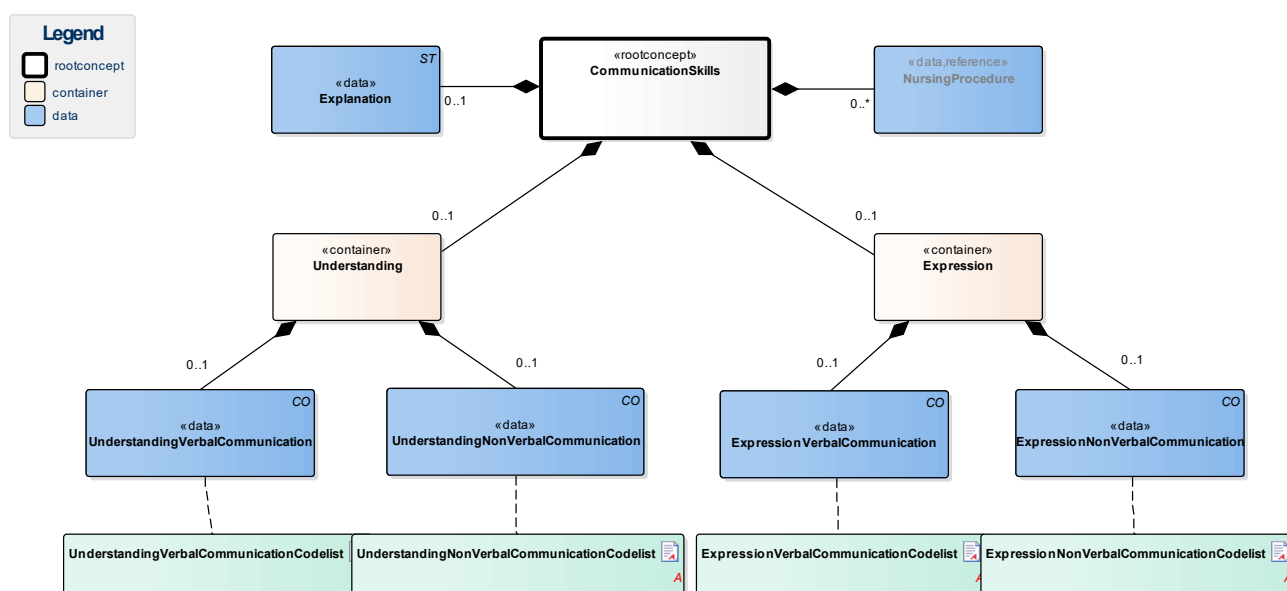 Legend
rootconcept
container
data
ST
«data»
Explanation
0..1
«rootconcept»
CommunicationSkills
0..*
«data,reference»
NursingProcedure
0..1
0..1
«container»
Understanding
«container»
Expression
0..1
0..1
0..1
0..1
CO
«data»
UnderstandingVerbalCommunication
CO
«data»
UnderstandingNonVerbalCommunication
CO
«data»
ExpressionVerbalCommunication
CO
«data»
ExpressionNonVerbalCommunication
UnderstandingVerbalCommunicationCodelist
UnderstandingNonVerbalCommunicationCodelist
A
ExpressionVerbalCommunicationCodelist
A
ExpressionNonVerbalCommunicationCodelist
A